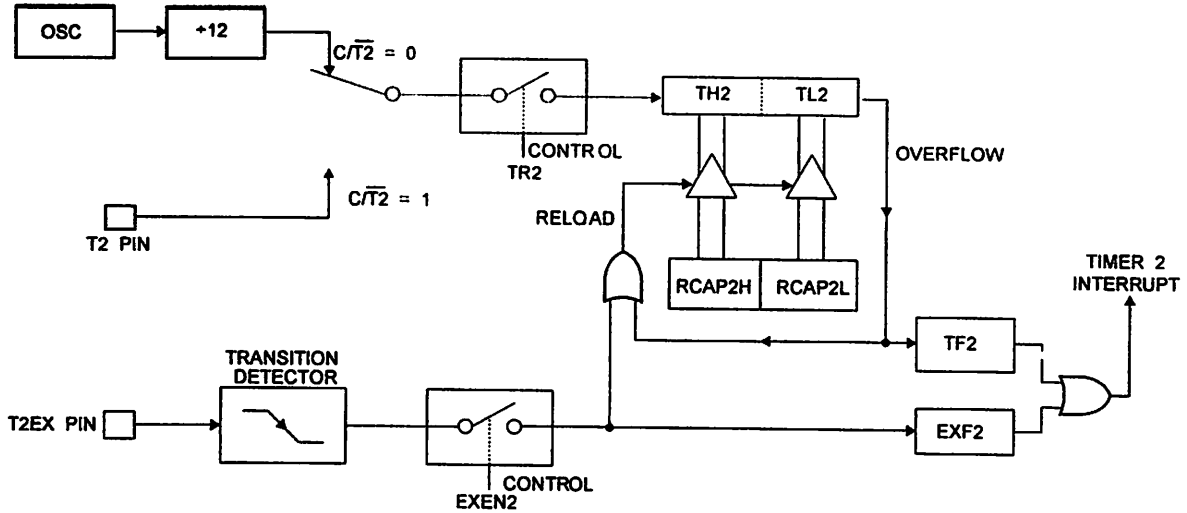 OSC
÷12
C/T2 = 0
TH2
TL2
CONTROL
TR2
OVERFLOW
C/T2 = 1
RELOAD
T2 PIN
RCAP2H
RCAP2L
TIMER 2
INTERRUPT
TRANSITION
DETECTOR
TF2
T2EX PIN
EXF2
CONTROL
EXEN2